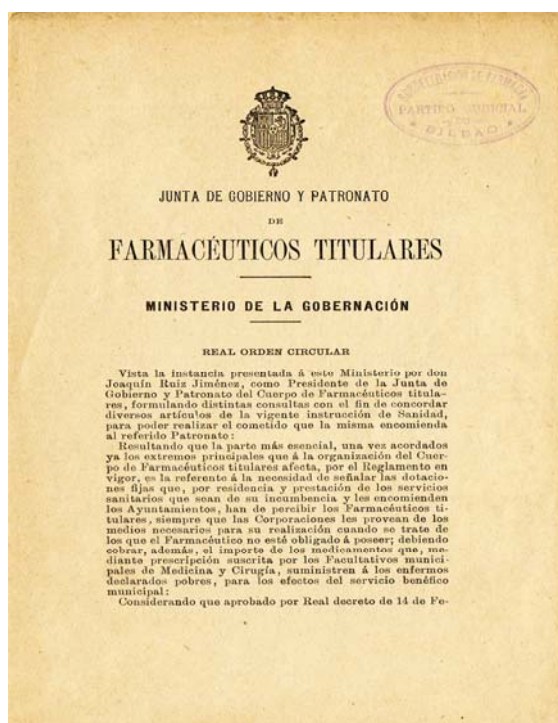 PARTIDO JUDICIAL
BILBAO
JUNTA DE GOBIERNO Y PATRONATO
DE
FARMACÉUTICOS TITULARES
MINISTERIO DE LA GOBERNACIÓN
REAL ORDEN CIRCULAR
Vista la instancia presentada á este Ministerio por don
Joaquín Ruiz Jiménez, como Presidente de la Junta de
Gobierno y Patronato del Cuerpo de Farmacéuticos titula-
res, formulando distintas consultas con el fin de concordar
diversos artículos de la vigente instrucción de Sanidad,
para poder realizar el cometido que la misma encomienda
al referido Patronato:
Resultando que la parte más esencial, una vez acordados
ya los extremos principales que á la organización del Cuer-
po de Farmacéuticos titulares afecta, por el Reglamento en
vigor, es la referente á la necesidad de señalar las dotacio-
nes fijas que, por residencia y prestación de los servicios
sanitarios que sean de su incumbencia y les encomienden
los Ayuntamientos, han de percibir los Farmacéuticos ti-
tulares, siempre que las Corporaciones les provean de los
medios necesarios para su realización cuando se trate de
los que el Farmacéutico no esté obligado á poseer; debiendo
cobrar, además, el importe de los medicamentos que, me-
diante prescripción suscrita por los Facultativos munici-
pales de Medicina y Cirugía, suministren á los enfermos
declarados pobres, para los efectos del servicio benéfico
municipal:
Considerando que aprobado por Real decreto de 14 de Fe-